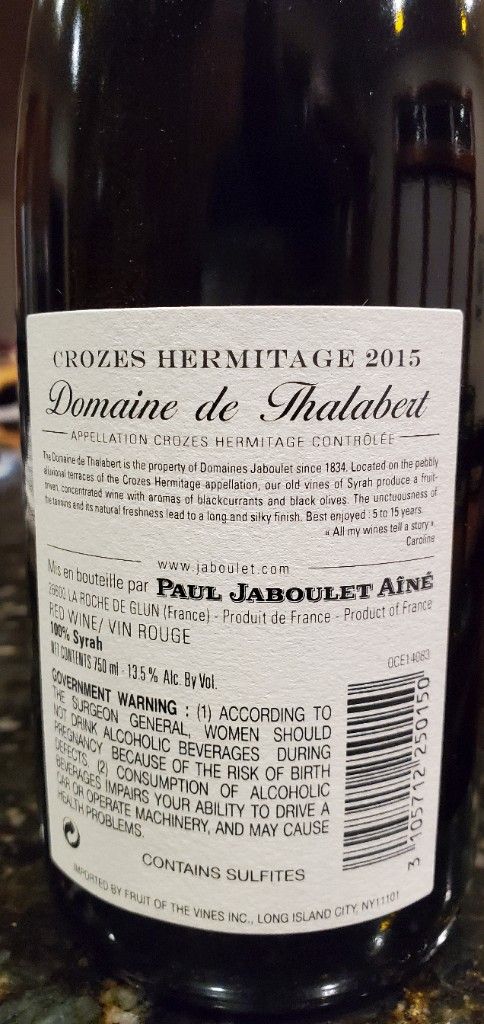 CROZES HERMITAGE 2015
Domaine de Thalabert
APPELLATION CROZES HERMITAGE CONTRÔLÉE
The Domaine de Thalabert is the property of Domaines Jaboulet since 1834. Located on the pebbly
alluvional terraces of the Crozes Hermitage appellation, our old vines of Syrah produce a fruit-
driven, concentrated wine with aromas of blackcurrants and black olives. The unctuousness of
the tannins and its natural freshness lead to a long and silky finish. Best enjoyed : 5 to 15 years.
« All my wines tell a story »
Caroline
www.jaboulet.com
Mis en bouteille par PAUL JABOULET AÎNÉ
26600 LA ROCHE DE GLUN (France) - Produit de France - Product of France
RED WINE/ VIN ROUGE
100% Syrah
NET CONTENTS 750 ml - 13.5 % Alc. By Vol.
OCE14083
GOVERNMENT WARNING : (1) ACCORDING TO
THE SURGEON GENERAL, WOMEN SHOULD
NOT DRINK ALCOHOLIC BEVERAGES DURING
PREGNANCY BECAUSE OF THE RISK OF BIRTH
DEFECTS. (2) CONSUMPTION OF ALCOHOLIC
BEVERAGES IMPAIRS YOUR ABILITY TO DRIVE A
CAR OR OPERATE MACHINERY, AND MAY CAUSE
HEALTH PROBLEMS.
3 105712 250150
CONTAINS SULFITES
IMPORTED BY FRUIT OF THE VINES INC., LONG ISLAND CITY, NY11101